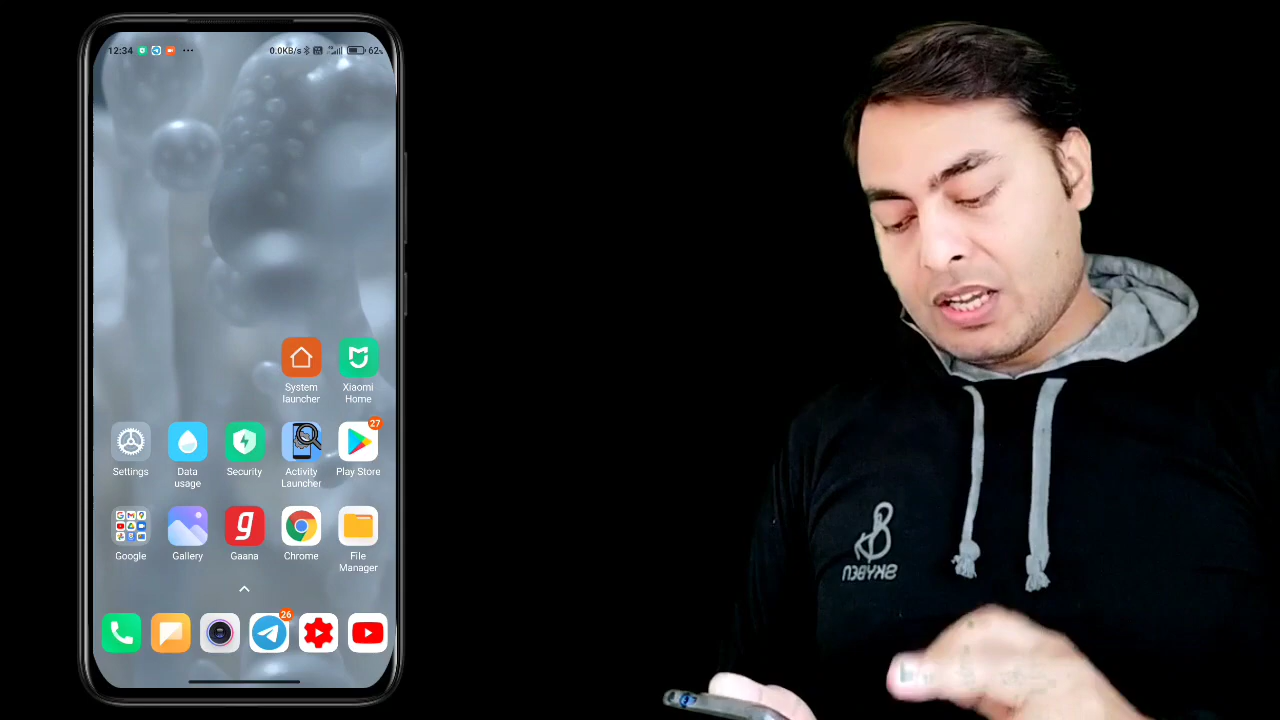 12:34
0.0KB/s
62%
System
launcher
Xiaomi
Home
27
Settings
Data
usage
Security
Activity
Launcher
Play Store
Google
Gallery
Gaana
Chrome
File
Manager
26
SKYBEN